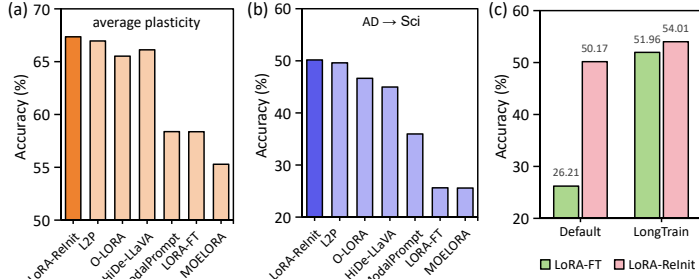 (a)
average plasticity
70
65
60
55
50
Accuracy (%)
LoRA-ReInit
L2P
O-LORA
HiDe-LLaVA
LoRA-FT
MOELORA
(b)
AD → Sci
60
50
40
30
20
Accuracy (%)
LoRA-ReInit
L2P
O-LORA
HiDe-LLaVA
LORA-FT
MOELORA
(c)
60
50
40
30
20
Accuracy (%)
26.21
50.17
51.96
54.01
Default
LongTrain
LoRA-FT
LoRA-ReInit